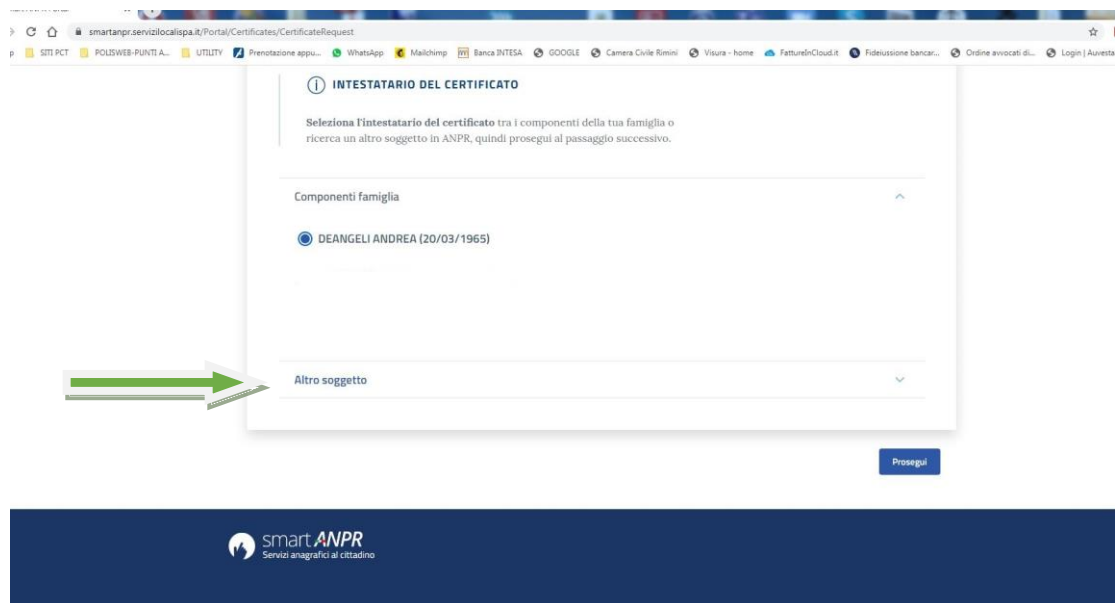 smartanpr.servizilocalispa.it/Portal/Certificates/CertificateRequest
SITI PCT POLISWEB-PUNTI A... UTILITY Prenotazione appu... WhatsApp Mailchimp Banca INTESA GOOGLE Camera Civile Rimini Visura - home FattureInCloud.it Fideiussione bancar... Ordine avvocati di... Login | Auvesta
INTESTATARIO DEL CERTIFICATO
Seleziona l'intestatario del certificato tra i componenti della tua famiglia o
ricerca un altro soggetto in ANPR, quindi prosegui al passaggio successivo.
Componenti famiglia
DEANGELI ANDREA (20/03/1965)
Altro soggetto
Prosegui
smart ANPR
Servizi anagrafici al cittadino